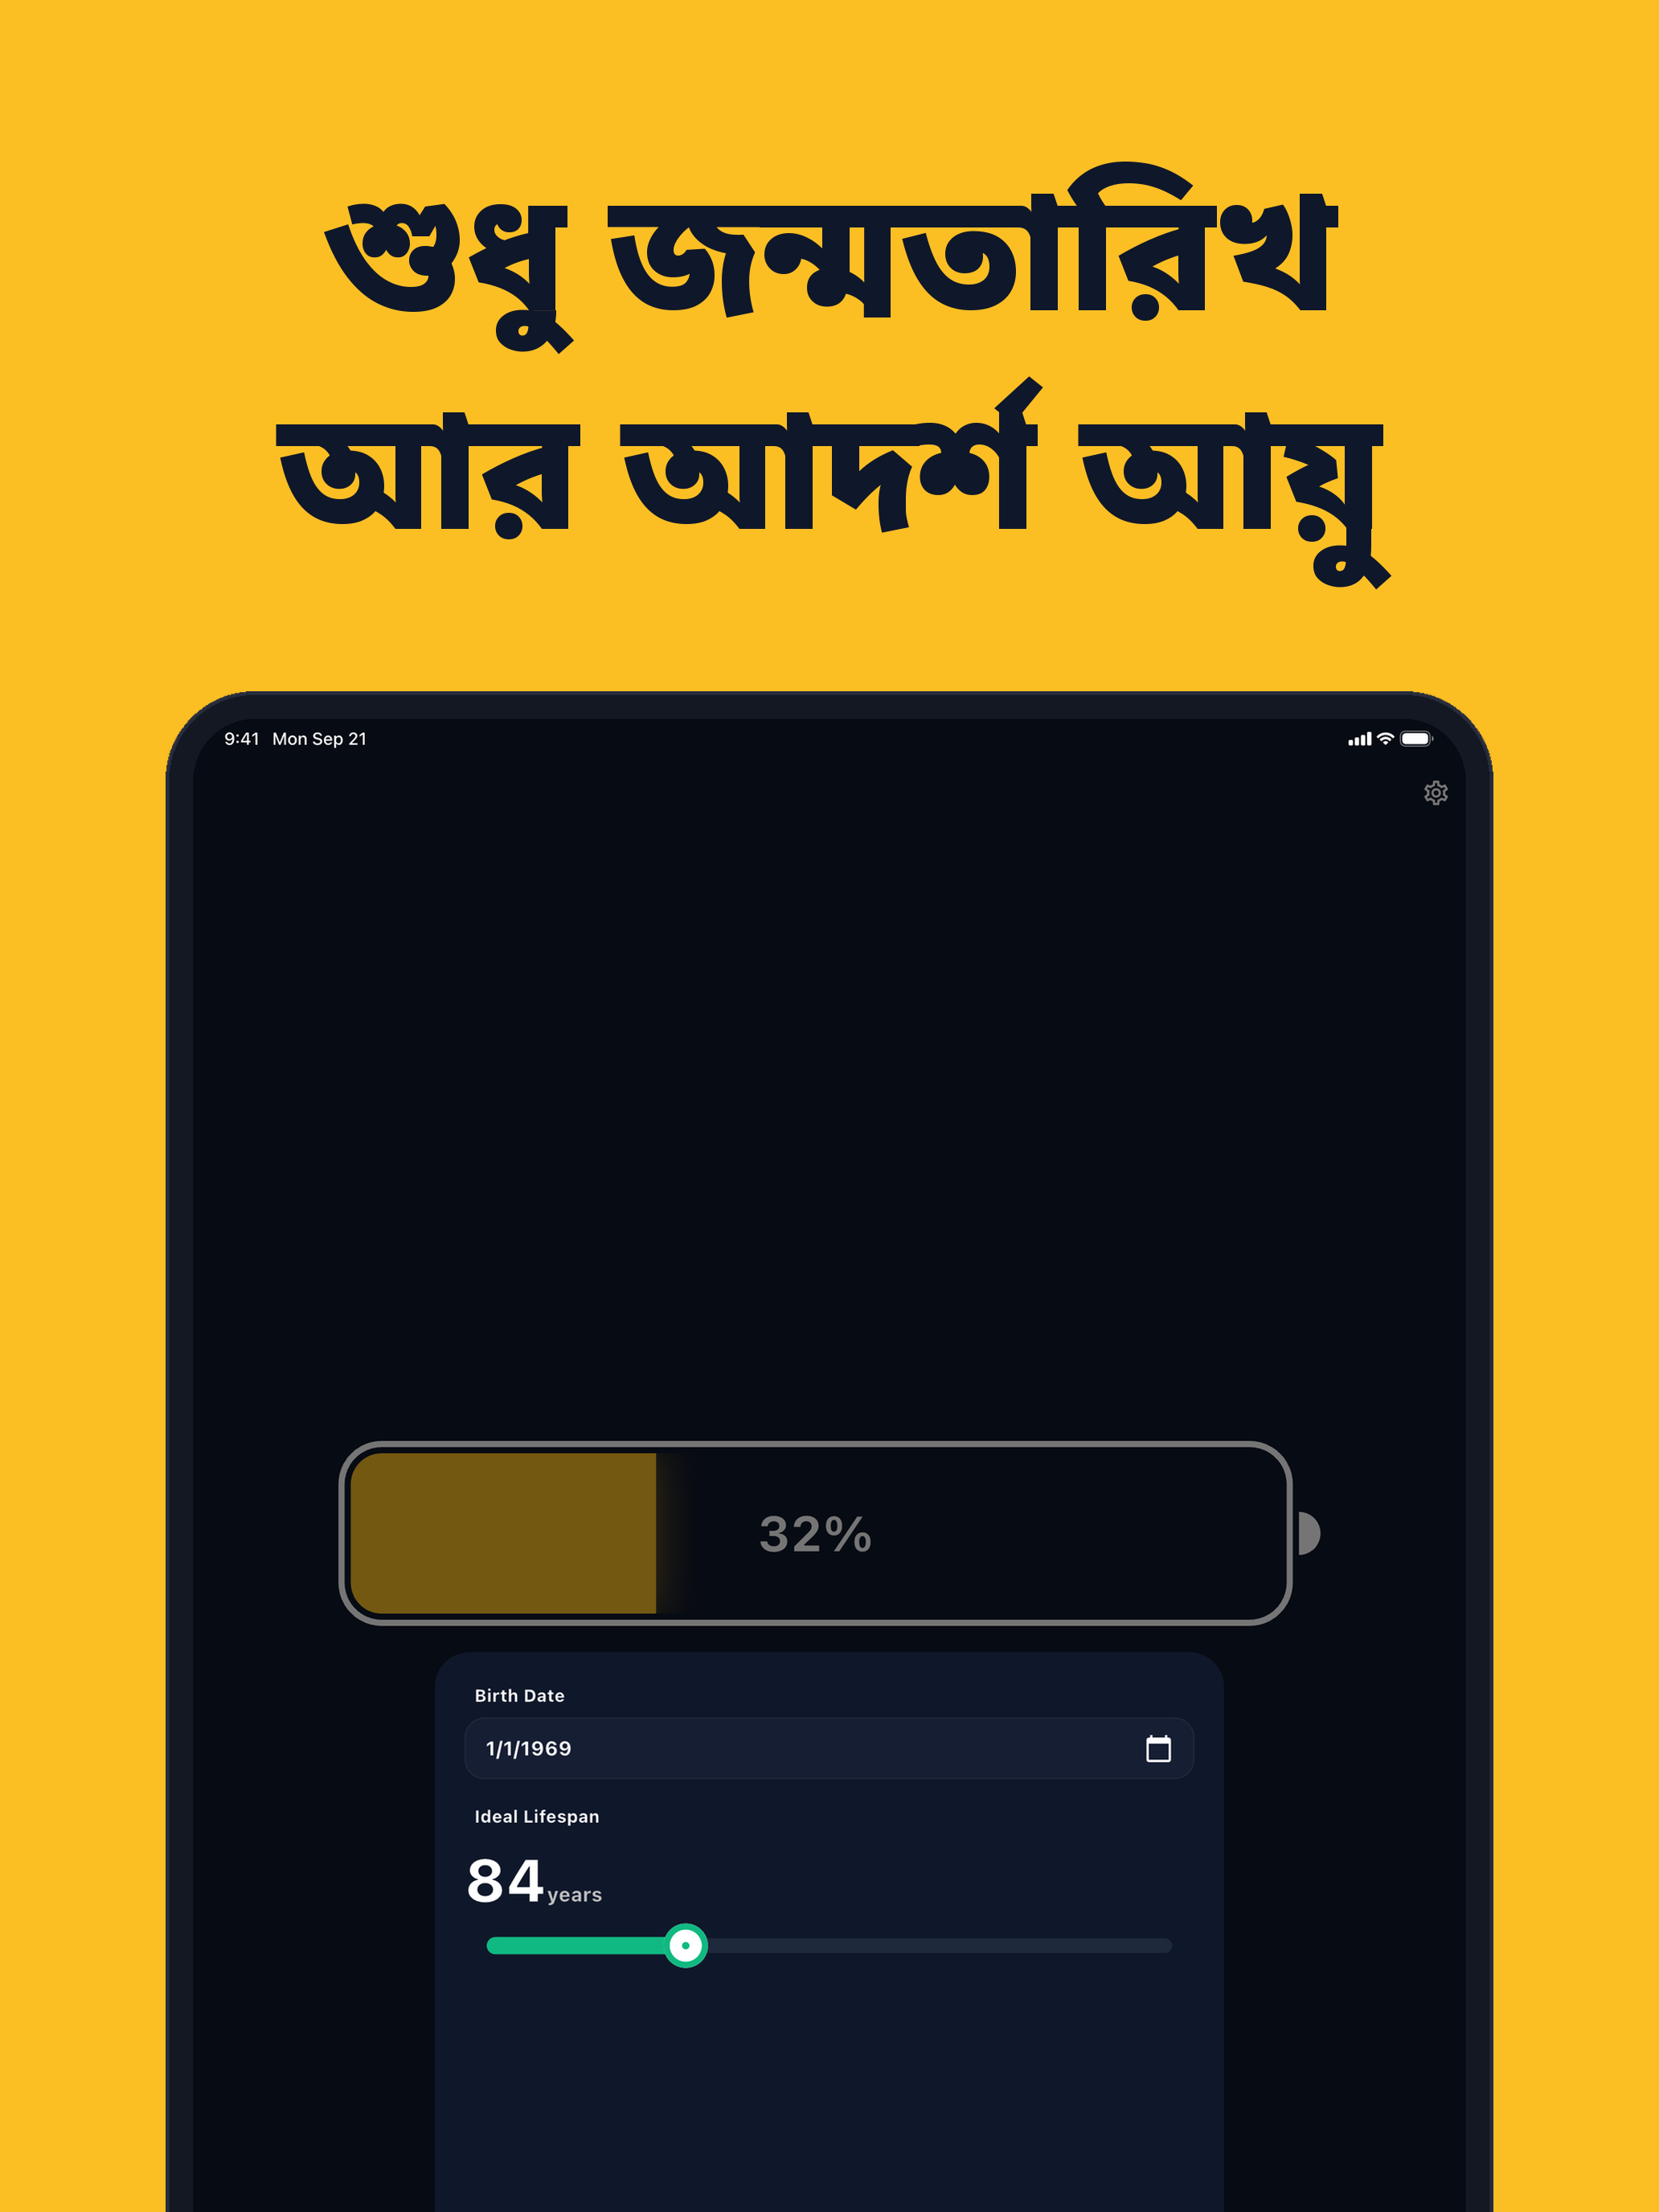 শুধু জন্মতারিখ
আর আদর্শ আয়ু
9:41 Mon Sep 21
32%
Birth Date
1/1/1969
Ideal Lifespan
84 years